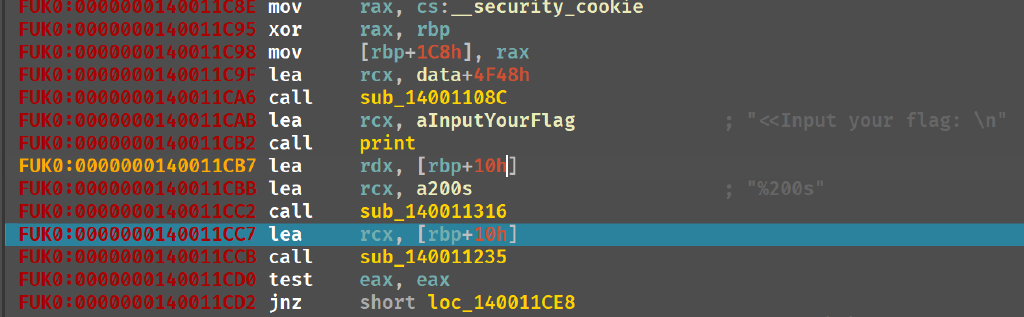 FUK0:0000000140011C8E mov rax, cs:__security_cookie
FUK0:0000000140011C95 xor rax, rbp
FUK0:0000000140011C98 mov [rbp+1C8h], rax
FUK0:0000000140011C9F lea rcx, data+4F48h
FUK0:0000000140011CA6 call sub_14001108C
FUK0:0000000140011CAB lea rcx, aInputYourFlag ; "<<Input your flag: \n"
FUK0:0000000140011CB2 call print
FUK0:0000000140011CB7 lea rdx, [rbp+10h]
FUK0:0000000140011CBB lea rcx, a200s ; "%200s"
FUK0:0000000140011CC2 call sub_140011316
FUK0:0000000140011CC7 lea rcx, [rbp+10h]
FUK0:0000000140011CCB call sub_140011235
FUK0:0000000140011CD0 test eax, eax
FUK0:0000000140011CD2 jnz short loc_140011CE8